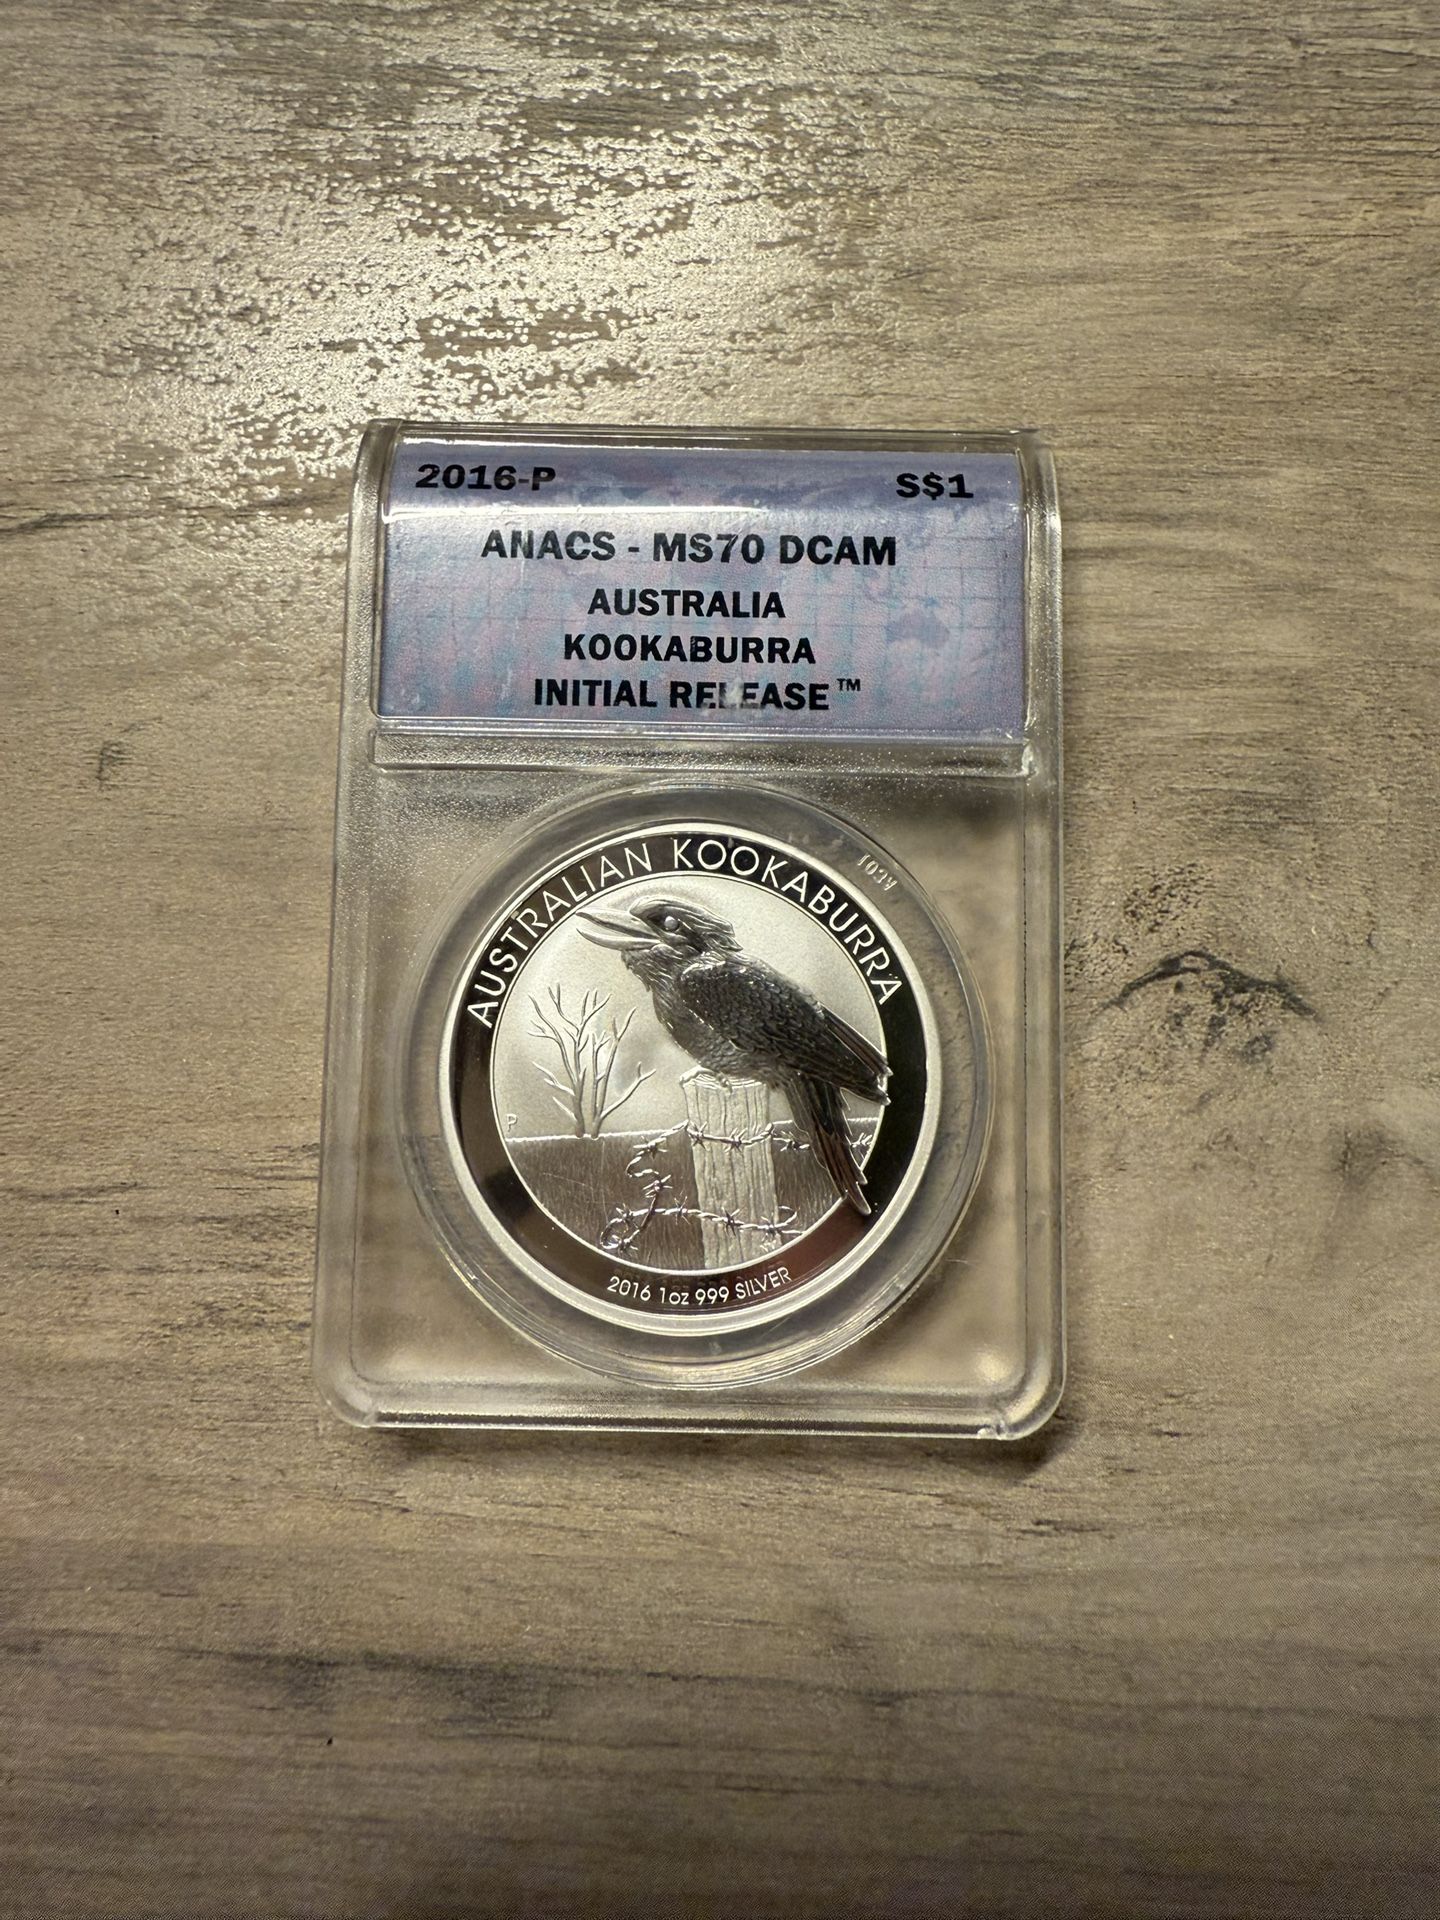 2016-P S$1
ANACS - MS70 DCAM
AUSTRALIA
KOOKABURRA
INITIAL RELEASE™
AUSTRALIAN KOOKABURRA
P
2016 1oz 999 SILVER